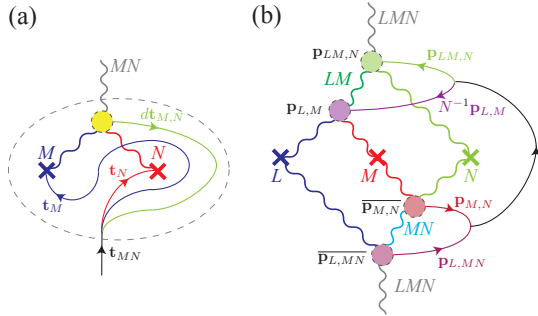 (a)
MN
d𝐭_{M,N}
M
N
𝐭_N
𝐭_M
𝐭_{MN}
(b)
LMN
𝐩_{LM,N}
𝐩_{LM,N}
LM
𝐩_{L,M}
N^{-1}𝐩_{L,M}
L
M
N
\overline{𝐩_{M,N}}
𝐩_{M,N}
MN
\overline{𝐩_{L,MN}}
𝐩_{L,MN}
LMN